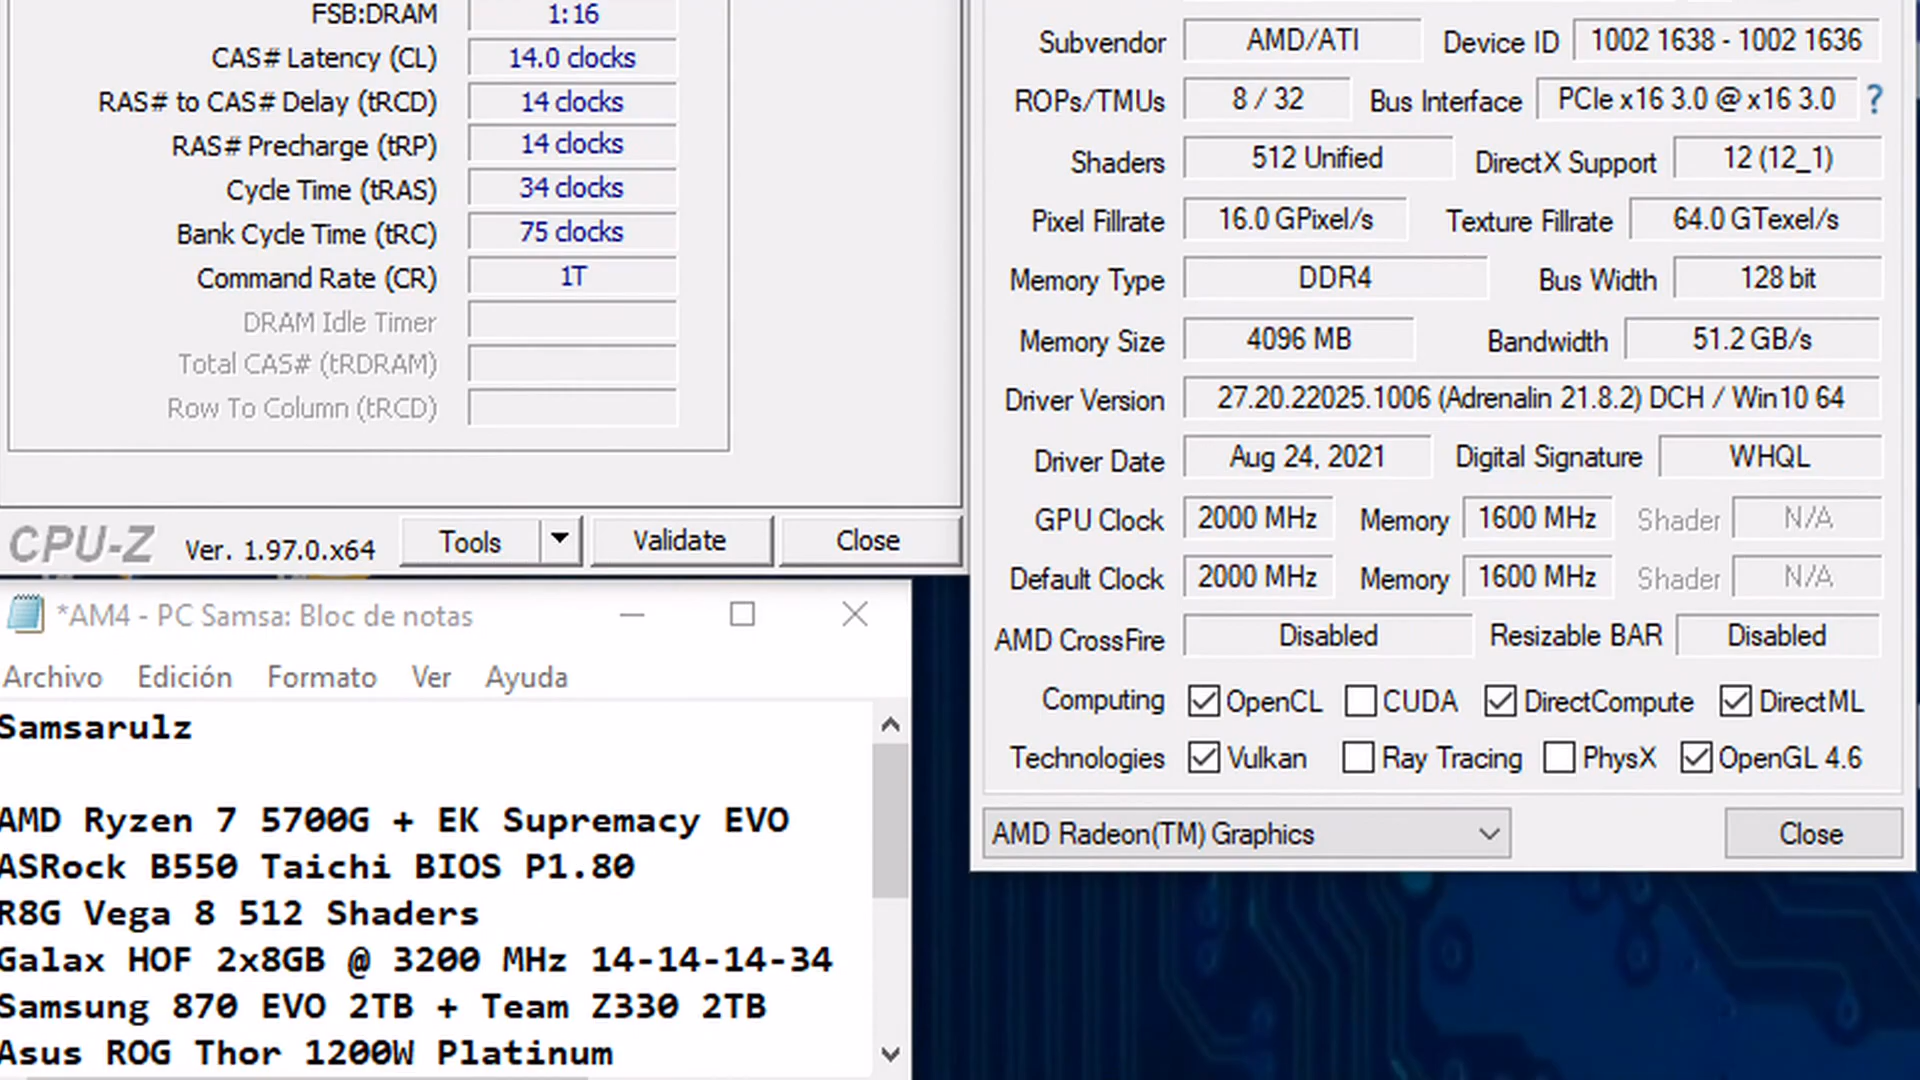 FSB:DRAM 1:16
CAS# Latency (CL) 14.0 clocks
RAS# to CAS# Delay (tRCD) 14 clocks
RAS# Precharge (tRP) 14 clocks
Cycle Time (tRAS) 34 clocks
Bank Cycle Time (tRC) 75 clocks
Command Rate (CR) 1T
DRAM Idle Timer
Total CAS# (tRDRAM)
Row To Column (tRCD)
CPU-Z Ver. 1.97.0.x64 Tools Validate Close
*AM4 - PC Samsa: Bloc de notas
Archivo Edición Formato Ver Ayuda
Samsarulz
AMD Ryzen 7 5700G + EK Supremacy EVO
ASRock B550 Taichi BIOS P1.80
R8G Vega 8 512 Shaders
Galax HOF 2x8GB @ 3200 MHz 14-14-14-34
Samsung 870 EVO 2TB + Team Z330 2TB
Asus ROG Thor 1200W Platinum
Subvendor AMD/ATI Device ID 1002 1638 - 1002 1636
ROPs/TMUs 8 / 32 Bus Interface PCIe x16 3.0 @ x16 3.0 ?
Shaders 512 Unified DirectX Support 12 (12_1)
Pixel Fillrate 16.0 GPixel/s Texture Fillrate 64.0 GTexel/s
Memory Type DDR4 Bus Width 128 bit
Memory Size 4096 MB Bandwidth 51.2 GB/s
Driver Version 27.20.22025.1006 (Adrenalin 21.8.2) DCH / Win10 64
Driver Date Aug 24, 2021 Digital Signature WHQL
GPU Clock 2000 MHz Memory 1600 MHz Shader N/A
Default Clock 2000 MHz Memory 1600 MHz Shader N/A
AMD CrossFire Disabled Resizable BAR Disabled
Computing OpenCL CUDA DirectCompute DirectML
Technologies Vulkan Ray Tracing PhysX OpenGL 4.6
AMD Radeon(TM) Graphics Close